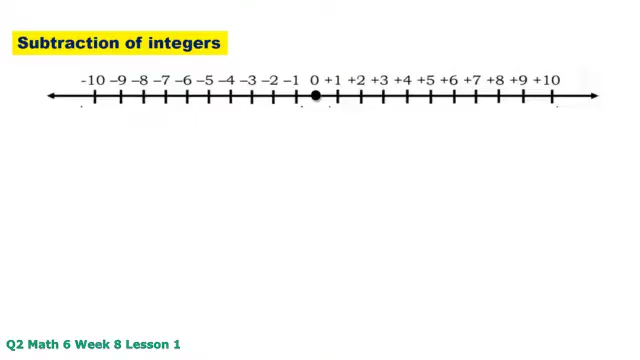 Subtraction of integers
-10 –9 –8 –7 –6 –5 –4 –3 –2 –1 0 +1 +2 +3 +4 +5 +6 +7 +8 +9 +10
Q2 Math 6 Week 8 Lesson 1